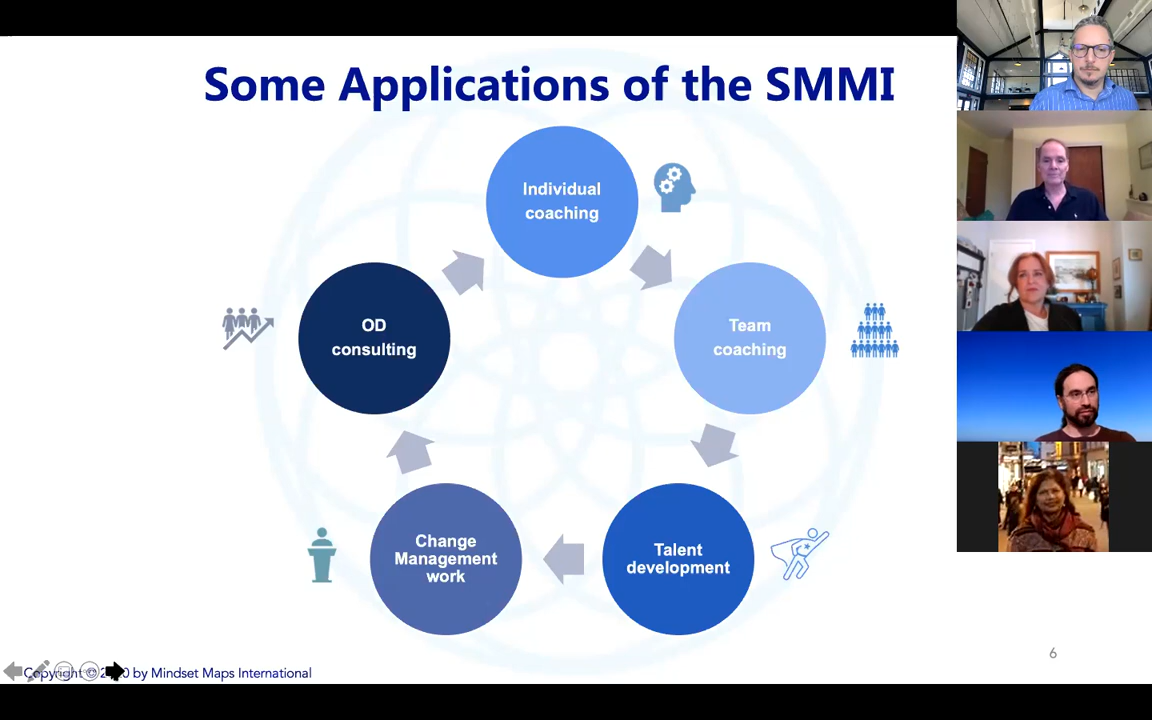 Some Applications of the SMMI
Individual
coaching
Team
coaching
Talent
development
Change
Management
work
OD
consulting
6
Copyright © by Mindset Maps International